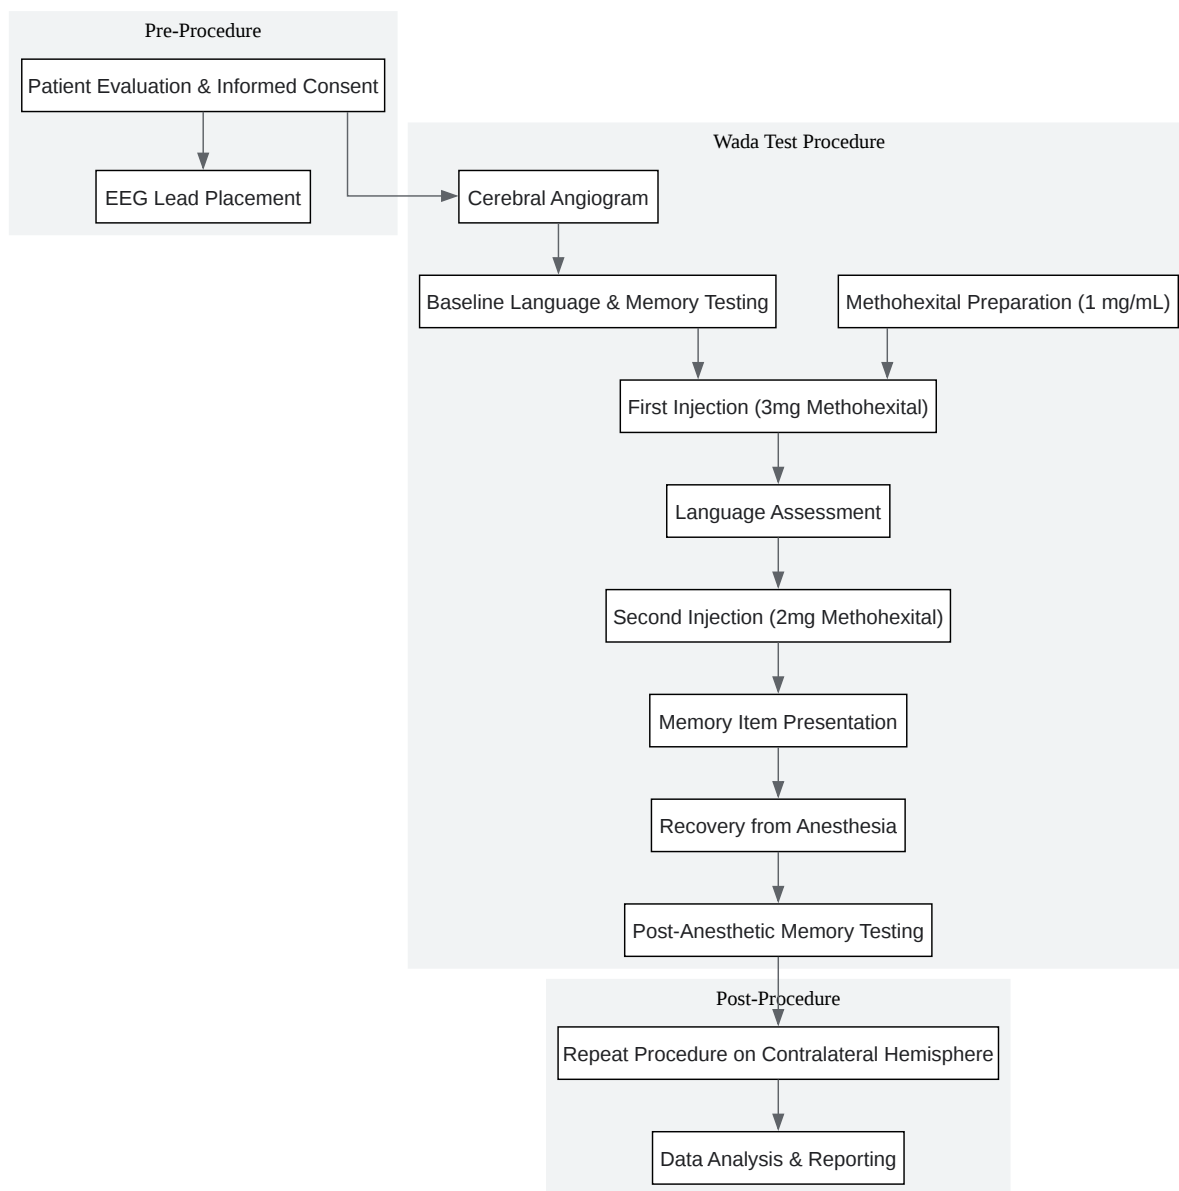 Pre-Procedure
Patient Evaluation & Informed Consent
EEG Lead Placement
Wada Test Procedure
Cerebral Angiogram
Baseline Language & Memory Testing
Methohexital Preparation (1 mg/mL)
First Injection (3mg Methohexital)
Language Assessment
Second Injection (2mg Methohexital)
Memory Item Presentation
Recovery from Anesthesia
Post-Anesthetic Memory Testing
Post-Procedure
Repeat Procedure on Contralateral Hemisphere
Data Analysis & Reporting